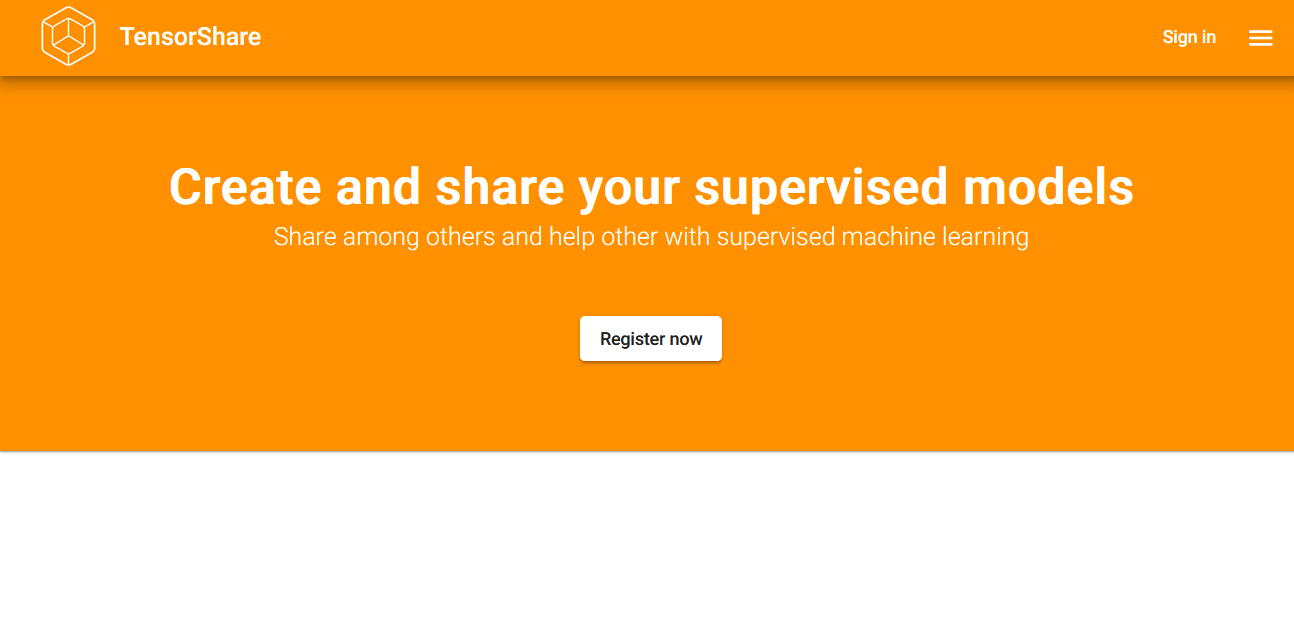 TensorShare
Sign in
Create and share your supervised models
Share among others and help other with supervised machine learning
Register now